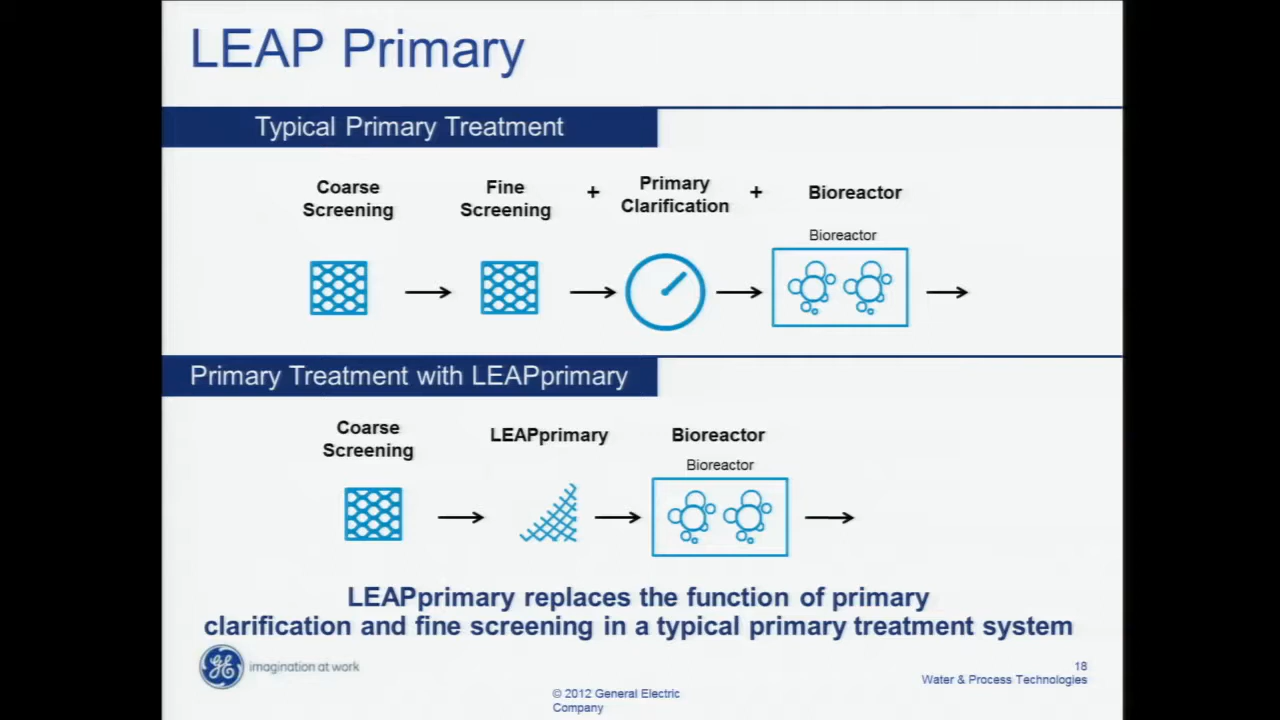 LEAP Primary
Typical Primary Treatment
Coarse
Screening
Fine
Screening
+
Primary
Clarification
+
Bioreactor
Bioreactor
Primary Treatment with LEAPprimary
Coarse
Screening
LEAPprimary
Bioreactor
Bioreactor
LEAPprimary replaces the function of primary
clarification and fine screening in a typical primary treatment system
GE
imagination at work
18
Water & Process Technologies
© 2012 General Electric
Company